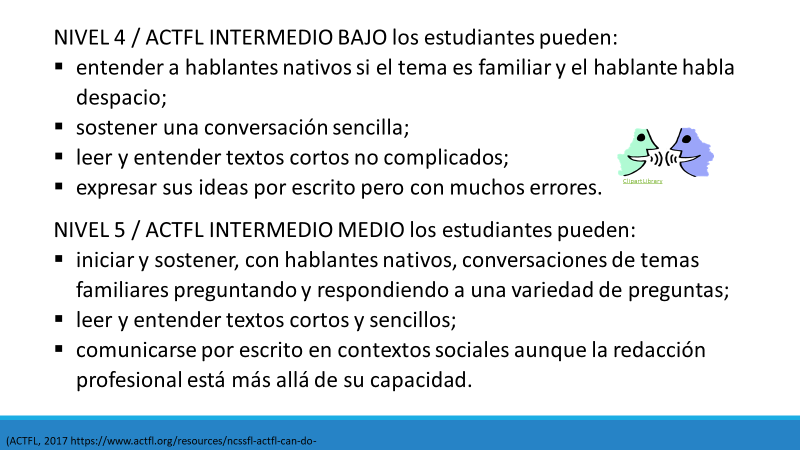 NIVEL 4 / ACTFL INTERMEDIO BAJO los estudiantes pueden:
▪ entender a hablantes nativos si el tema es familiar y el hablante habla
despacio;
▪ sostener una conversación sencilla;
▪ leer y entender textos cortos no complicados;
▪ expresar sus ideas por escrito pero con muchos errores.
ClipartLibrary
NIVEL 5 / ACTFL INTERMEDIO MEDIO los estudiantes pueden:
▪ iniciar y sostener, con hablantes nativos, conversaciones de temas
familiares preguntando y respondiendo a una variedad de preguntas;
▪ leer y entender textos cortos y sencillos;
▪ comunicarse por escrito en contextos sociales aunque la redacción
profesional está más allá de su capacidad.
(ACTFL, 2017 https://www.actfl.org/resources/ncssfl-actfl-can-do-